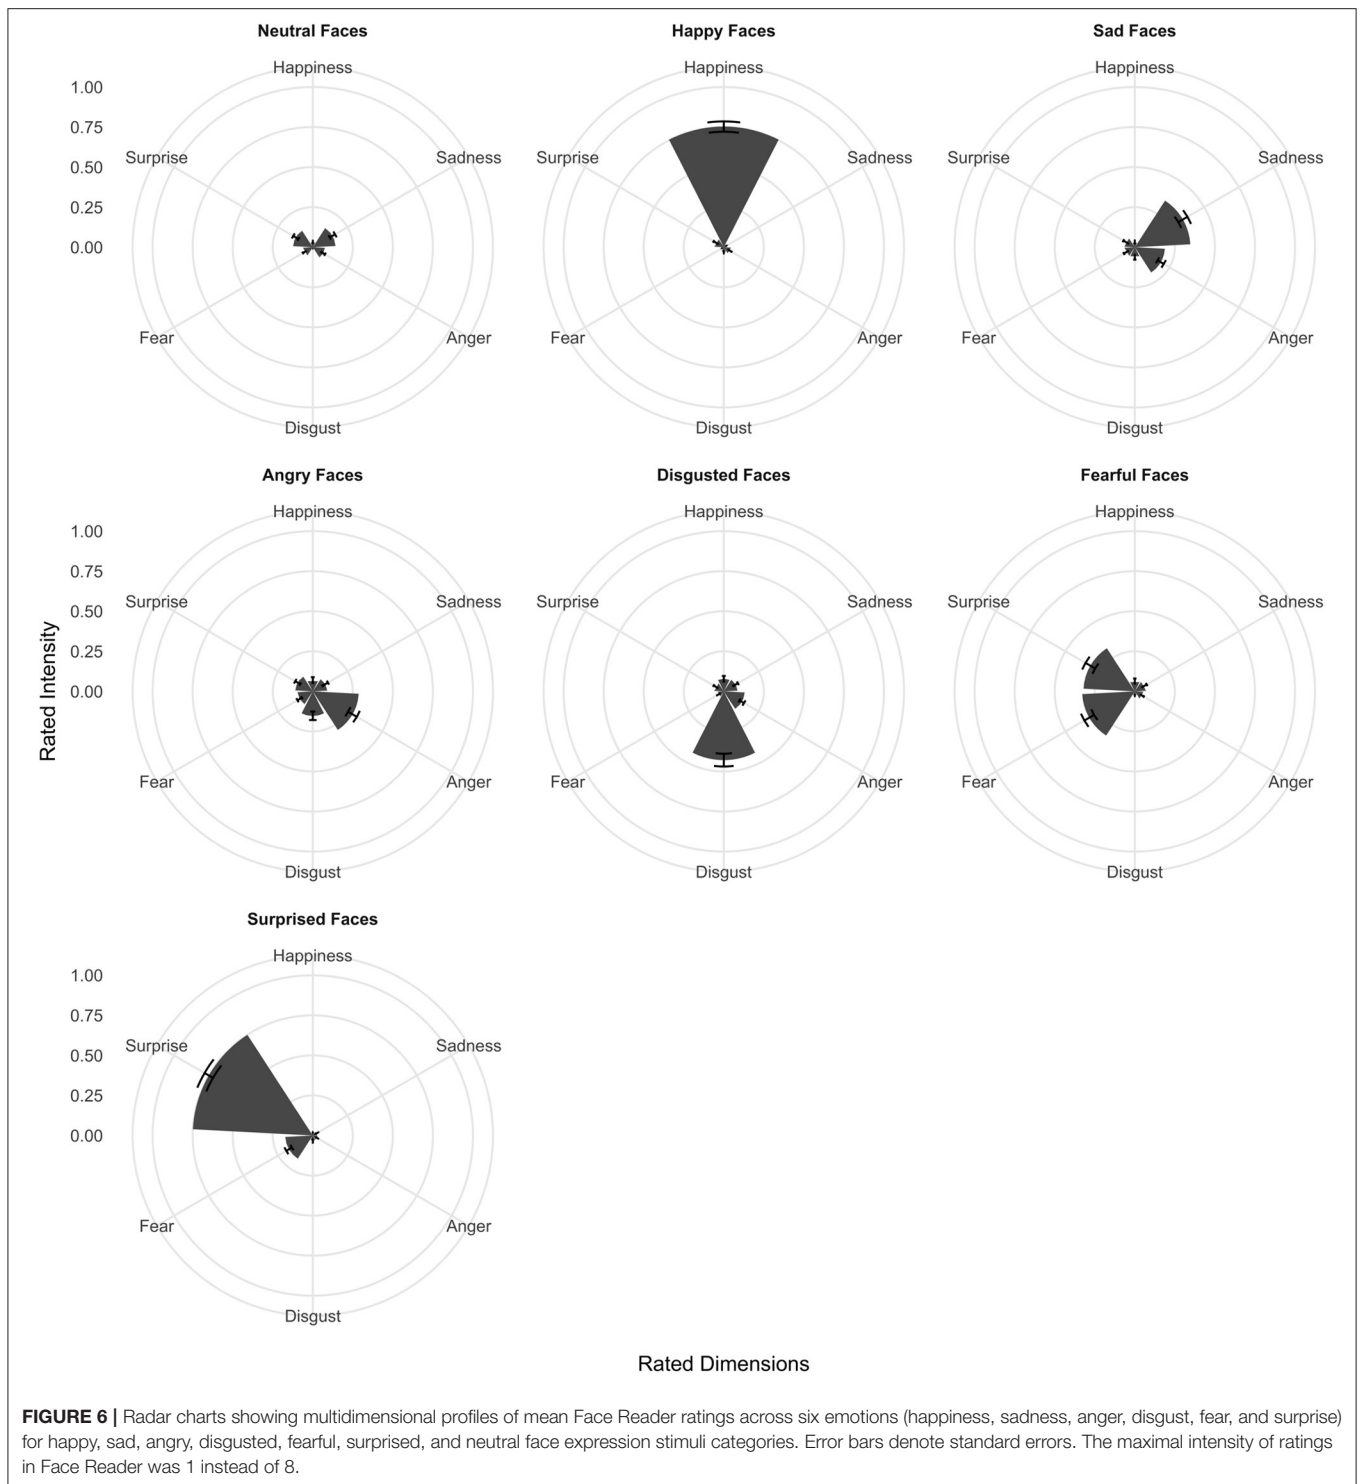 Neutral Faces
Happy Faces
Sad Faces
Happiness
Happiness
Happiness
1.00
0.75
Surprise
Sadness
Surprise
Sadness
Surprise
Sadness
0.50
0.25
0.00
Fear
Anger
Fear
Anger
Fear
Anger
Disgust
Disgust
Disgust
Angry Faces
Disgusted Faces
Fearful Faces
Happiness
Happiness
Happiness
1.00
0.75
Surprise
Sadness
Surprise
Sadness
Surprise
Sadness
0.50
0.25
0.00
Rated Intensity
Fear
Anger
Fear
Anger
Fear
Anger
Disgust
Disgust
Disgust
Surprised Faces
Happiness
1.00
0.75
Surprise
Sadness
0.50
0.25
0.00
Fear
Anger
Disgust
Rated Dimensions
FIGURE 6 | Radar charts showing multidimensional profiles of mean Face Reader ratings across six emotions (happiness, sadness, anger, disgust, fear, and surprise)
for happy, sad, angry, disgusted, fearful, surprised, and neutral face expression stimuli categories. Error bars denote standard errors. The maximal intensity of ratings
in Face Reader was 1 instead of 8.